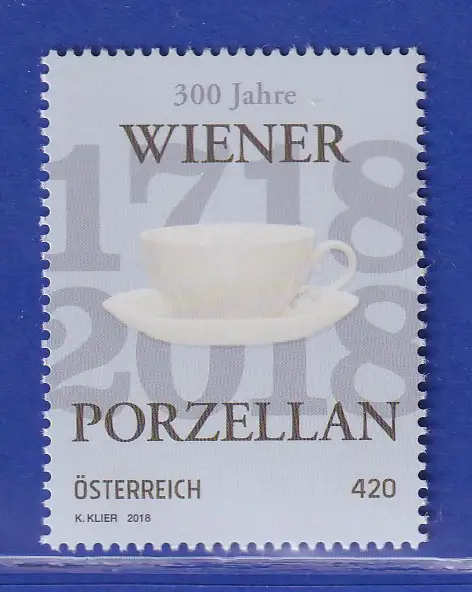 300 Jahre
WIENER
1718
2018
PORZELLAN
ÖSTERREICH 420
K. KLIER 2018